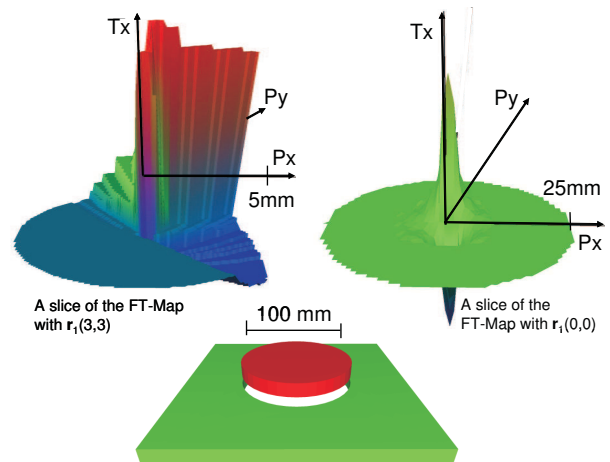 Tx
Py
Px
5mm
A slice of the FT-Map
with r₁(3,3)
Tx
Py
25mm
Px
A slice of the
FT-Map with r₁(0,0)
100 mm